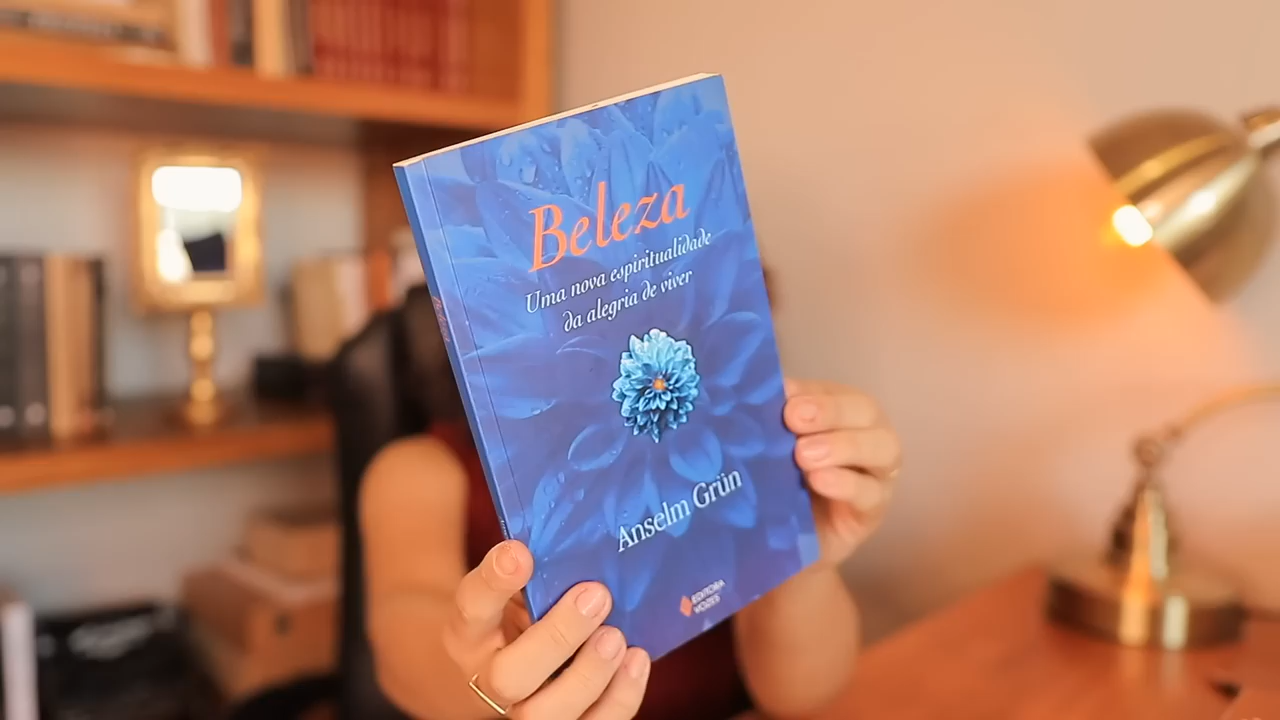 Beleza
Uma nova espiritualidade
da alegria de viver
Anselm Grün
EDITORA
VOZES